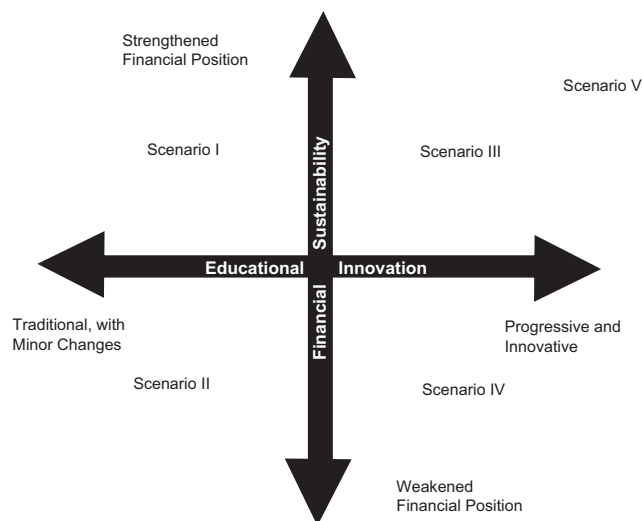 Strengthened
Financial Position
Scenario V
Scenario I
Scenario III
Financial Sustainability
Educational Innovation
Traditional, with
Minor Changes
Progressive and
Innovative
Scenario II
Scenario IV
Weakened
Financial Position